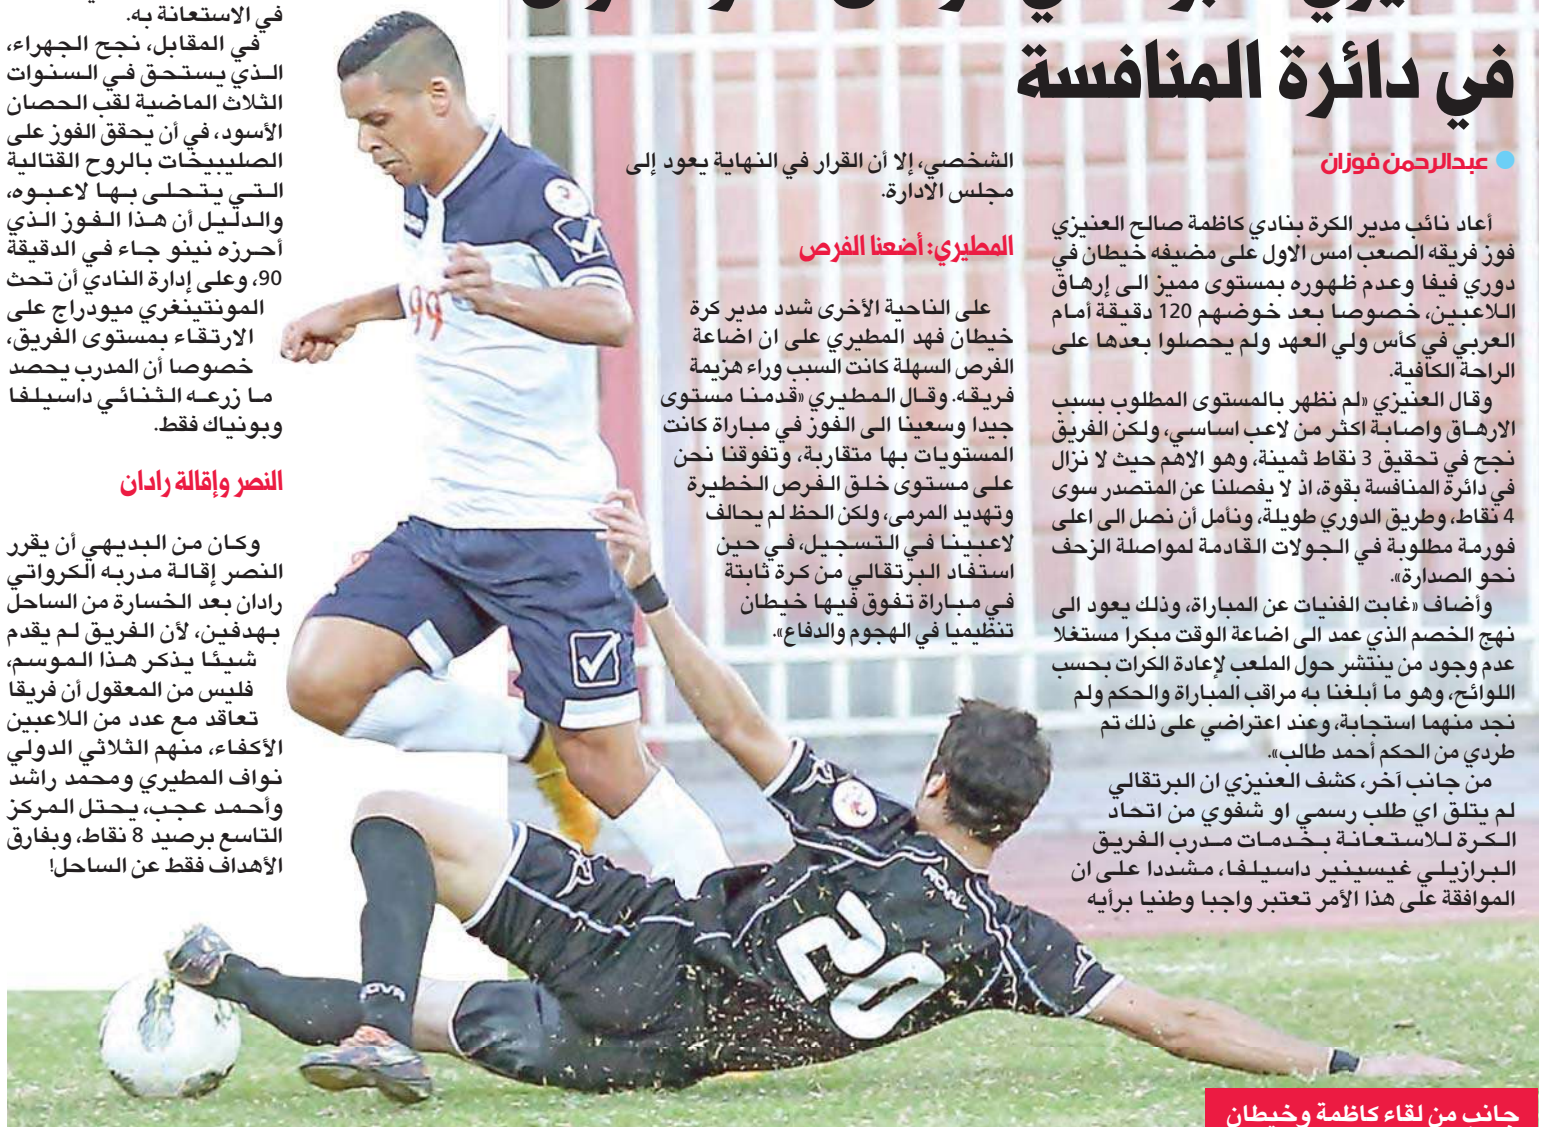 في دائرة المنافسة
عبدالرحمن فوزان
أعاد نائب مدير الكرة بنادي كاظمة صالح العنيزي
فوز فريقه الصعب امس الاول على مضيفه خيطان في
دوري فيفا وعدم ظهوره بمستوى مميز الى إرهاق
اللاعبين، خصوصا بعد خوضهم 120 دقيقة أمام
العربي في كأس ولي العهد ولم يحصلوا بعدها على
الراحة الكافية.
وقال العنيزي «لم نظهر بالمستوى المطلوب بسبب
الارهاق واصابة اكثر من لاعب اساسي، ولكن الفريق
نجح في تحقيق 3 نقاط ثمينة، وهو الاهم حيث لا نزال
في دائرة المنافسة بقوة، اذ لا يفصلنا عن المتصدر سوى
4 نقاط، وطريق الدوري طويلة، ونأمل أن نصل الى اعلى
فورمة مطلوبة في الجولات القادمة لمواصلة الزحف
نحو الصدارة».
وأضاف «غابت الفنيات عن المباراة، وذلك يعود الى
نهج الخصم الذي عمد الى اضاعة الوقت مبكرا مستغلا
عدم وجود من ينتشر حول الملعب لإعادة الكرات بحسب
اللوائح، وهو ما أبلغنا به مراقب المباراة والحكم ولم
نجد منهما استجابة، وعند اعتراضي على ذلك تم
طردي من الحكم أحمد طالب».
من جانب آخر، كشف العنيزي ان البرتقالي
لم يتلق اي طلب رسمي او شفوي من اتحاد
الكرة للاستعانة بخدمات مدرب الفريق
البرازيلي غيسينير داسيلفا، مشددا على ان
الموافقة على هذا الأمر تعتبر واجبا وطنيا برأيه
الشخصي، إلا أن القرار في النهاية يعود إلى
مجلس الادارة.
المطيري: أضعنا الفرص
على الناحية الأخرى شدد مدير كرة
خيطان فهد المطيري على ان اضاعة
الفرص السهلة كانت السبب وراء هزيمة
فريقه. وقال المطيري «قدمنا مستوى
جيدا وسعينا الى الفوز في مباراة كانت
المستويات بها متقاربة، وتفوقنا نحن
على مستوى خلق الفرص الخطيرة
وتهديد المرمى، ولكن الحظ لم يحالف
لاعبينا في التسجيل، في حين
استفاد البرتقالي من كرة ثابتة
في مباراة تفوق فيها خيطان
تنظيميا في الهجوم والدفاع».
في الاستعانة به.
في المقابل، نجح الجهراء،
الذي يستحق في السنوات
الثلاث الماضية لقب الحصان
الأسود، في أن يحقق الفوز على
الصليبيخات بالروح القتالية
التي يتحلى بها لاعبوه،
والدليل أن هذا الفوز الذي
أحرزه نينو جاء في الدقيقة
90، وعلى إدارة النادي أن تحث
المونتينغري ميودراج على
الارتقاء بمستوى الفريق،
خصوصا أن المدرب يحصد
ما زرعه الثنائي داسيلفا
وبونياك فقط.
النصر وإقالة رادان
وكان من البديهي أن يقرر
النصر إقالة مدربه الكرواتي
رادان بعد الخسارة من الساحل
بهدفين، لأن الفريق لم يقدم
شيئا يذكر هذا الموسم،
فليس من المعقول أن فريقا
تعاقد مع عدد من اللاعبين
الأكفاء، منهم الثلاثي الدولي
نواف المطيري ومحمد راشد
وأحمد عجب، يحتل المركز
التاسع برصيد 8 نقاط، وبفارق
الأهداف فقط عن الساحل!
99
20
جانب من لقاء كاظمة وخيطان